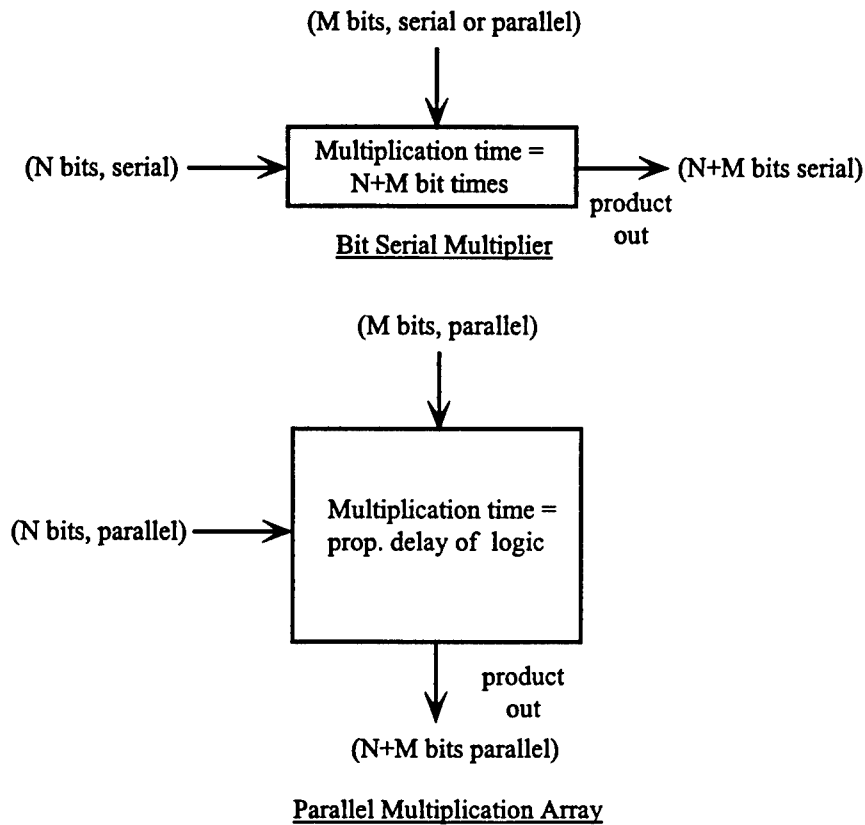 (M bits, serial or parallel)
(N bits, serial)
Multiplication time =
N+M bit times
(N+M bits serial)
product
out
Bit Serial Multiplier
(M bits, parallel)
(N bits, parallel)
Multiplication time =
prop. delay of logic
product
out
(N+M bits parallel)
Parallel Multiplication Array